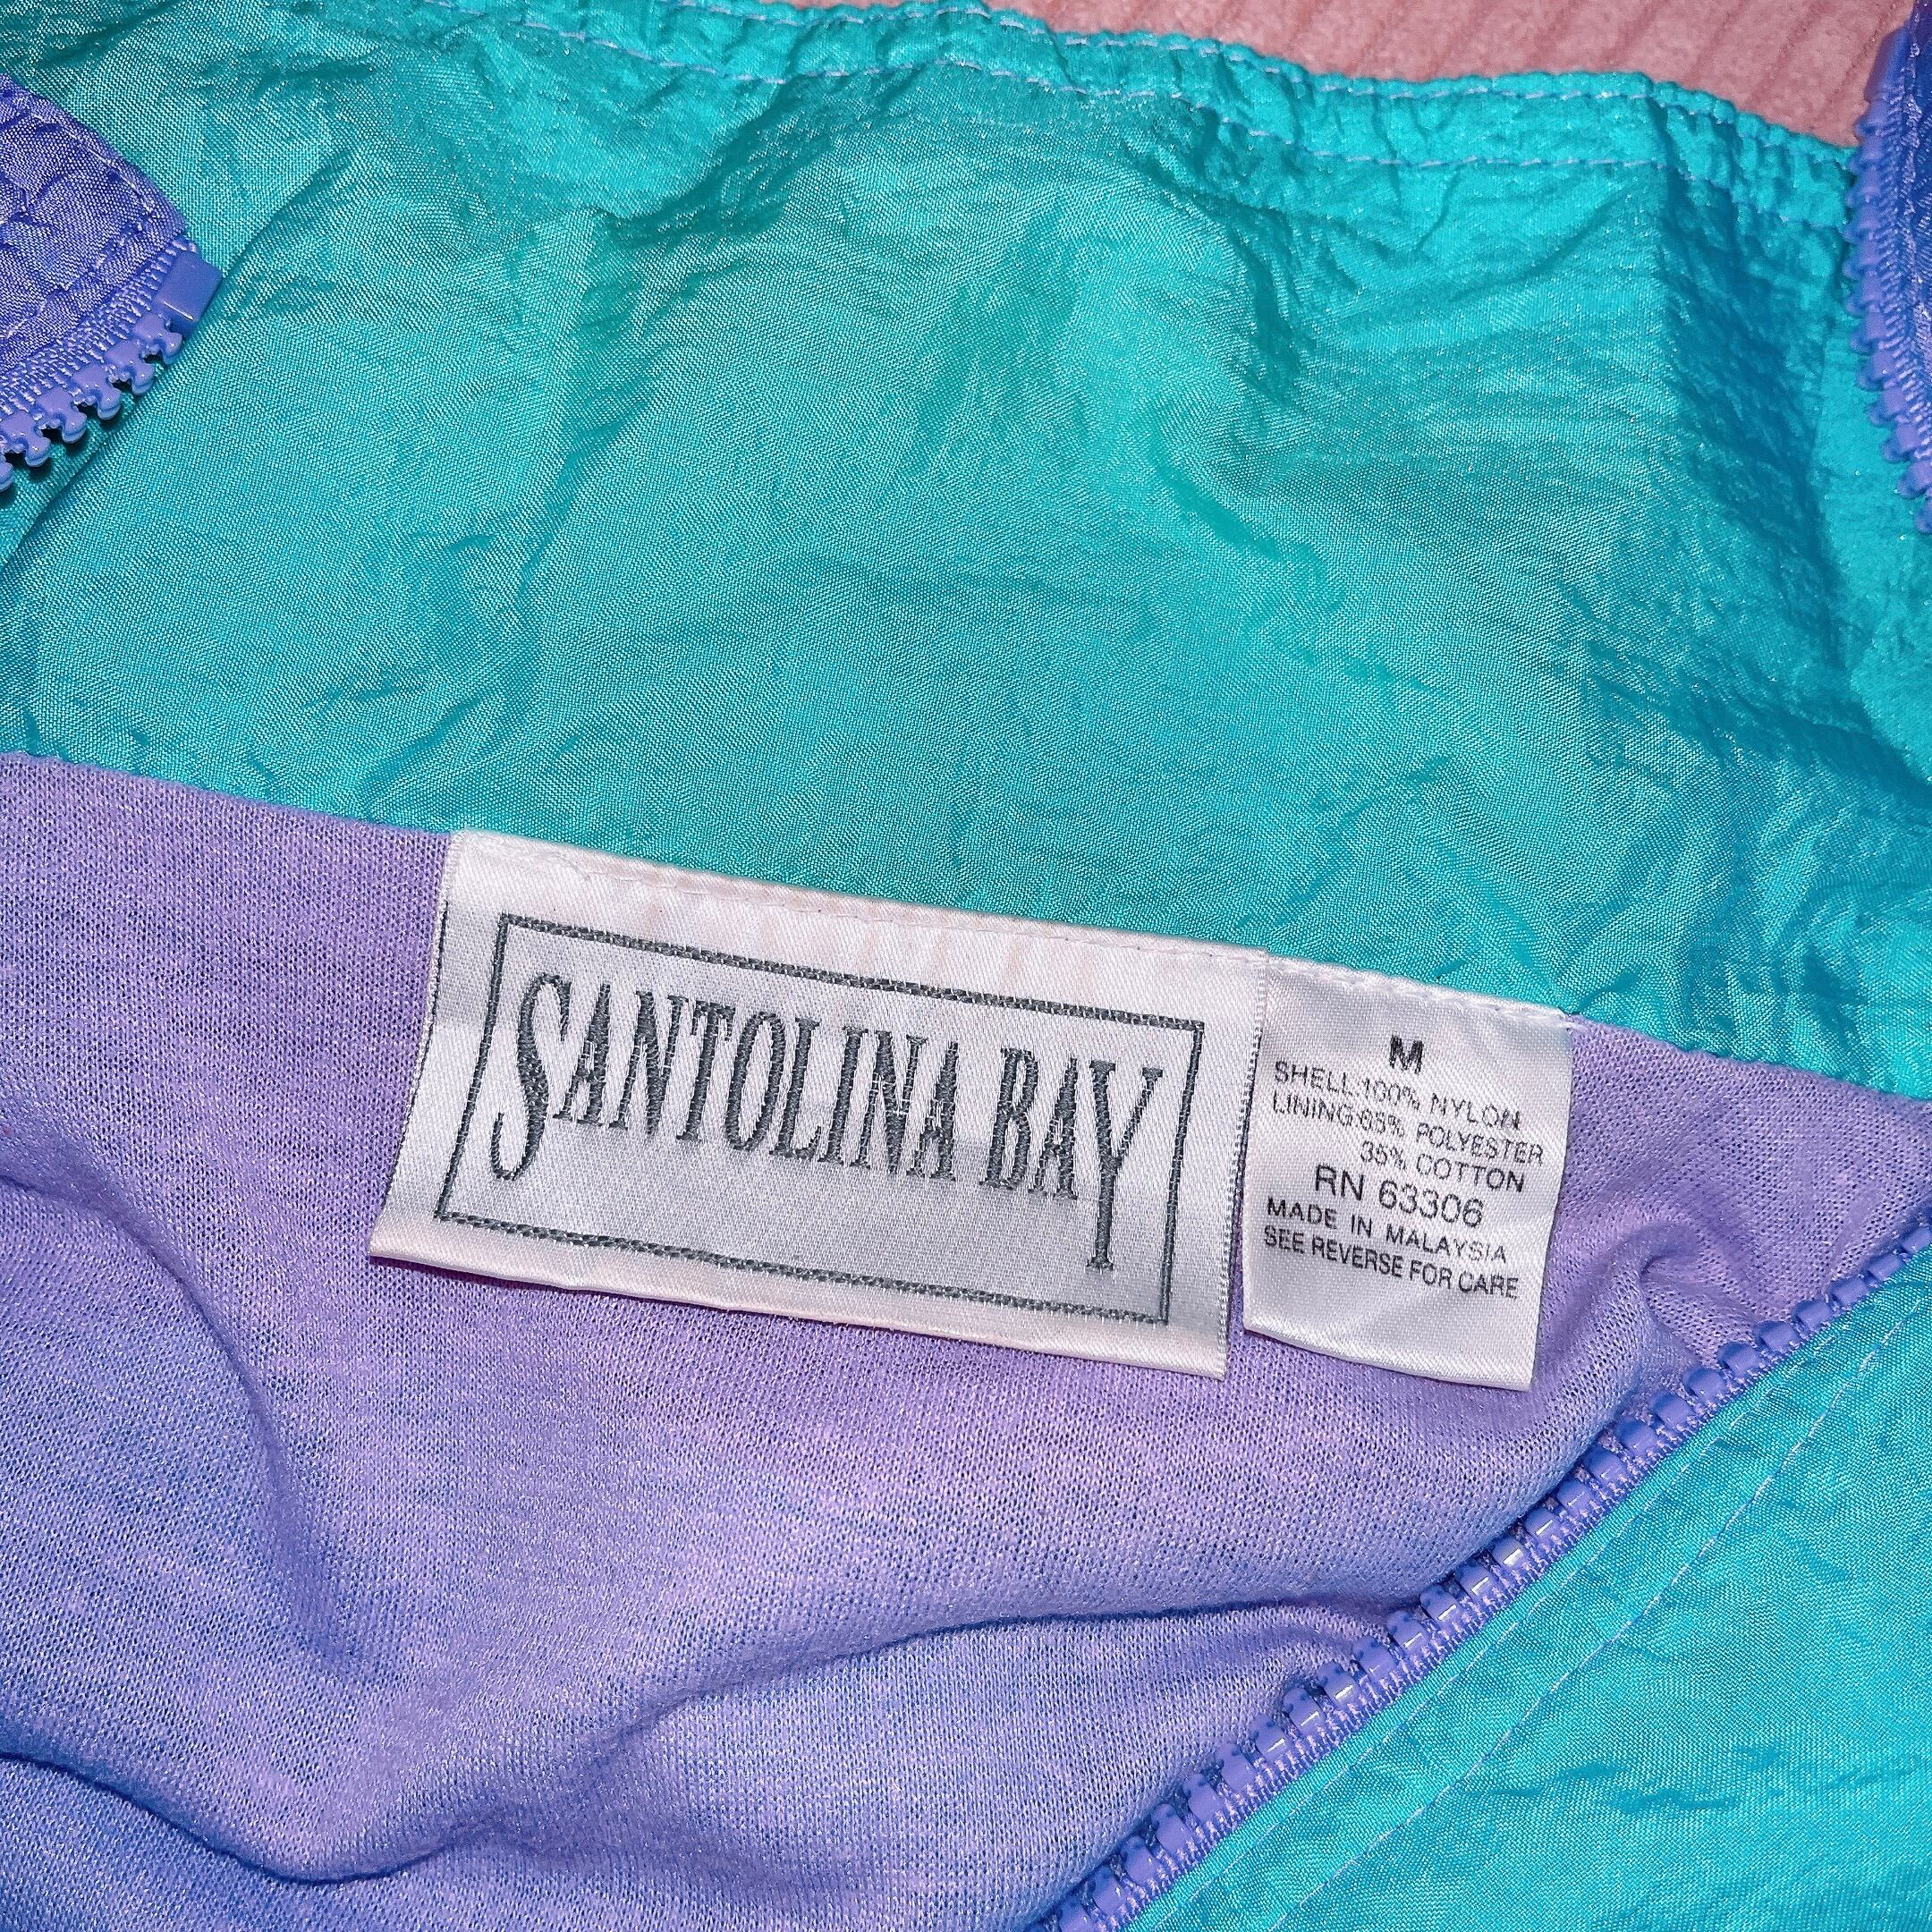 SANTOLINA BAY
M
SHELL:100% NYLON
LINING:65% POLYESTER
35% COTTON
RN 63306
MADE IN MALAYSIA
SEE REVERSE FOR CARE